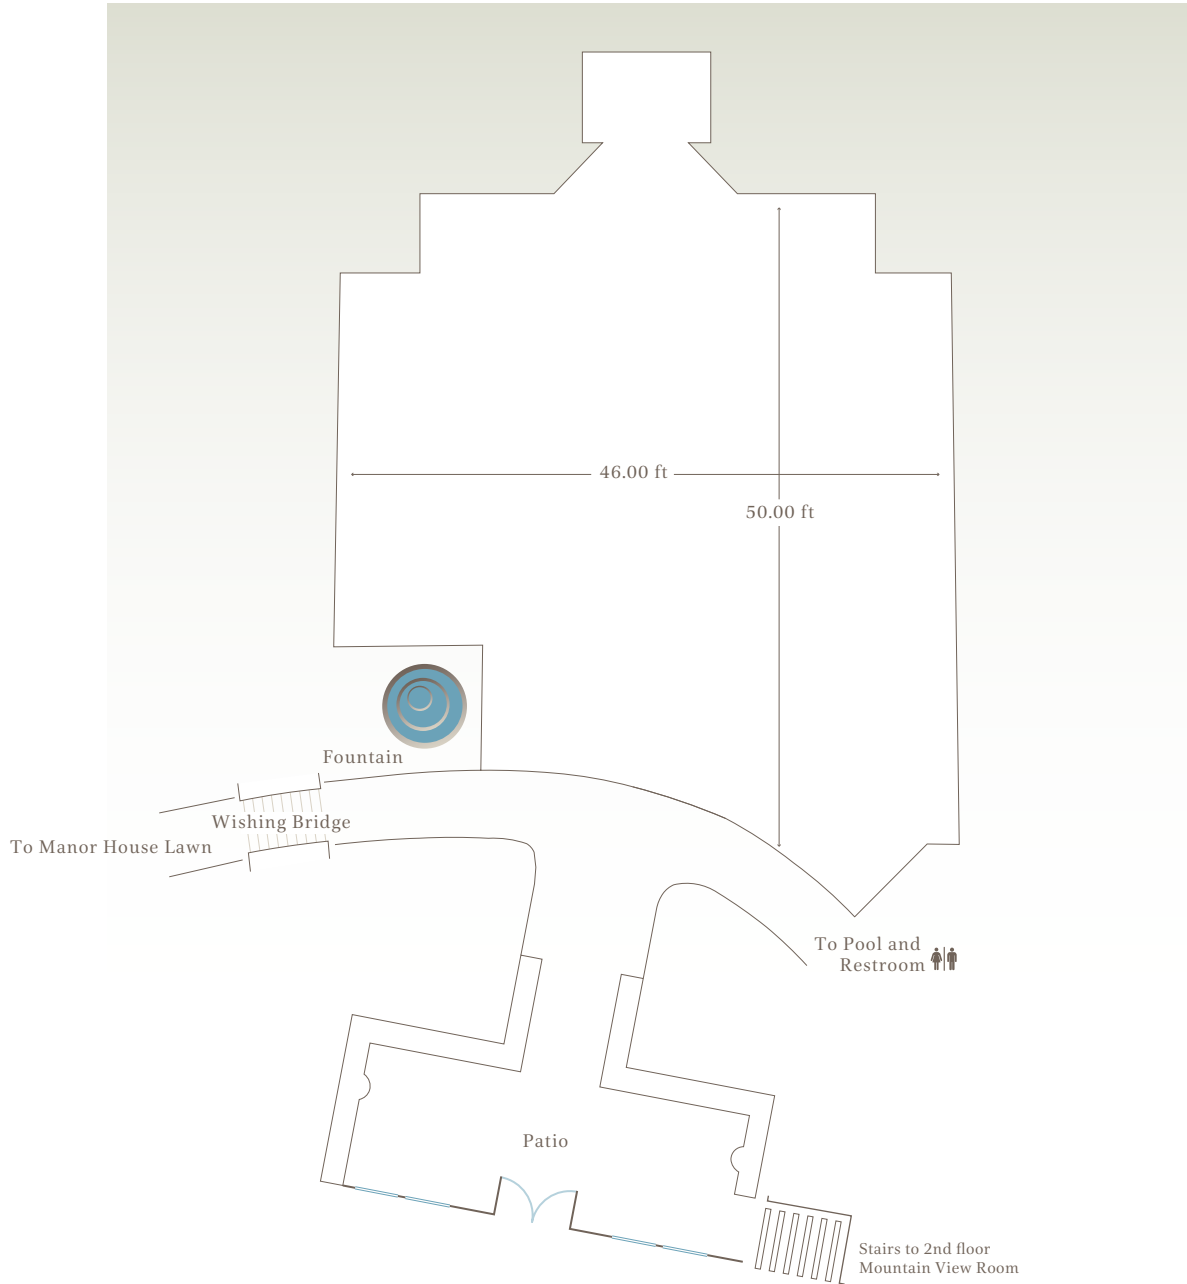 46.00 ft
50.00 ft
Fountain
Wishing Bridge
To Manor House Lawn
To Pool and
Restroom
Patio
Stairs to 2nd floor
Mountain View Room